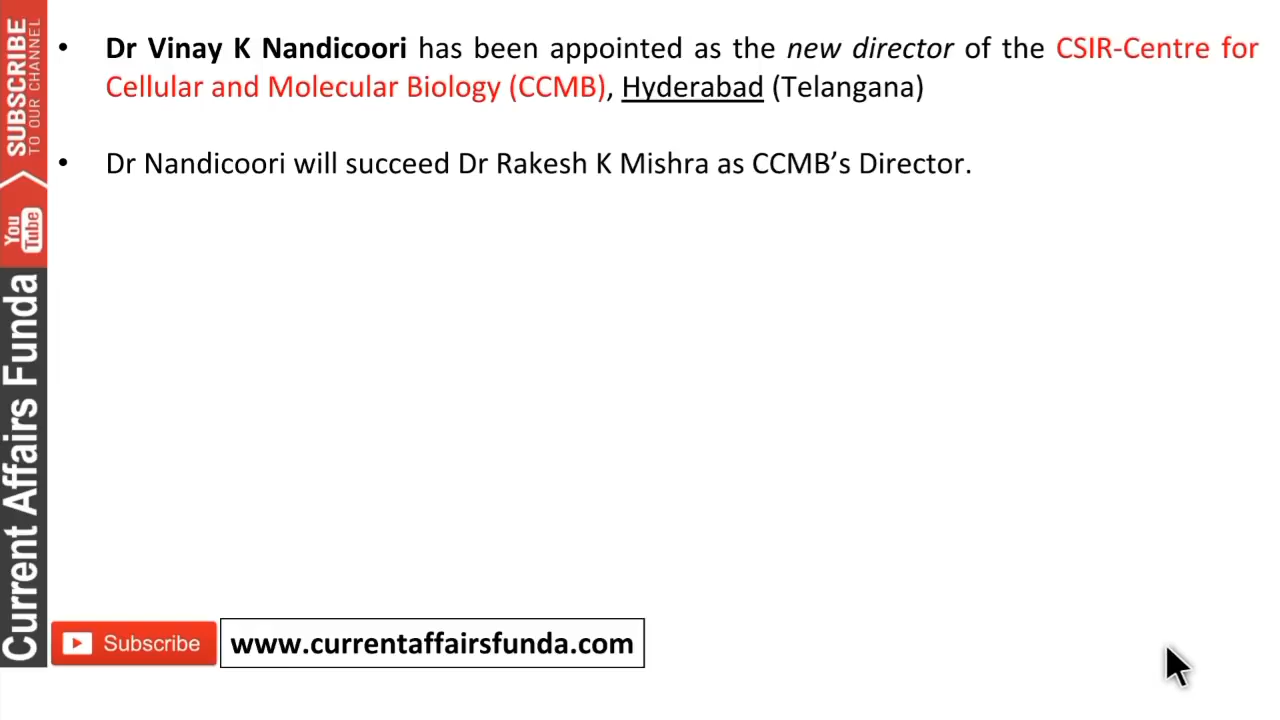 • Dr Vinay K Nandicoori has been appointed as the new director of the CSIR-Centre for
Cellular and Molecular Biology (CCMB), Hyderabad (Telangana)
• Dr Nandicoori will succeed Dr Rakesh K Mishra as CCMB’s Director.
SUBSCRIBE
TO OUR CHANNEL
You
Tube
Current Affairs Funda
Subscribe
www.currentaffairsfunda.com